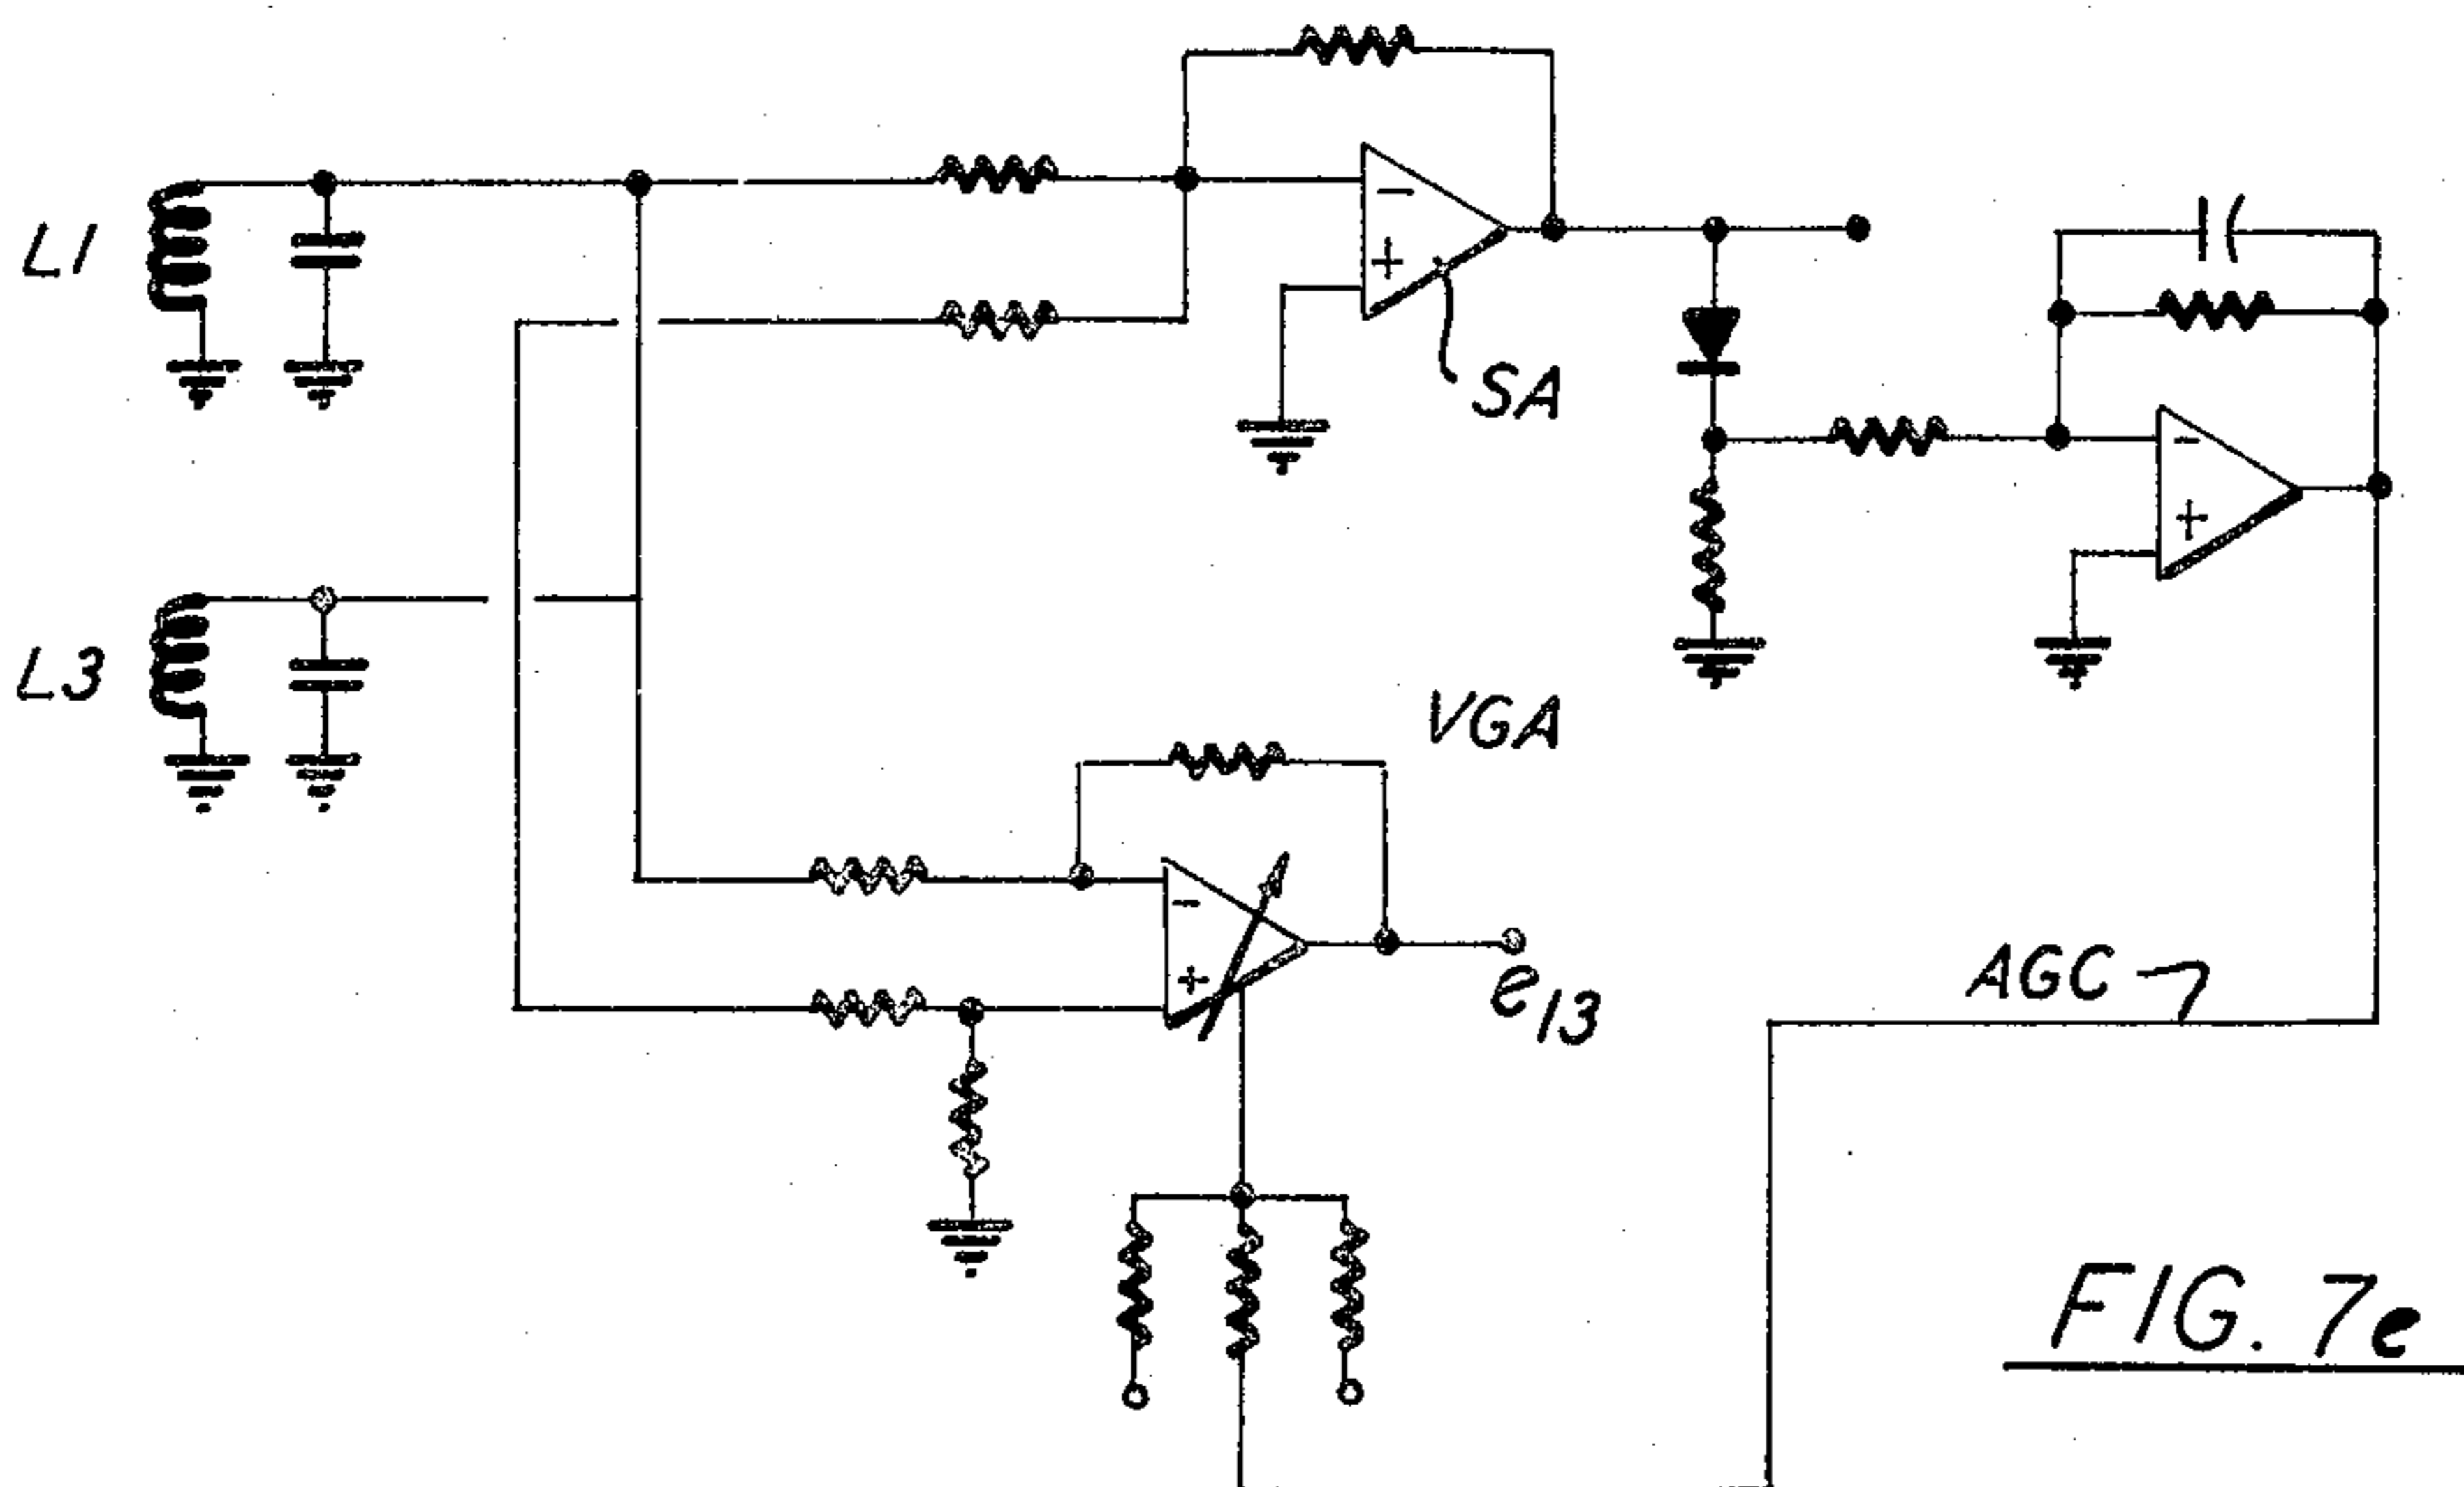 L1
-
+
SA
-
+
L3
VGA
-
+
e13
AGC
FIG. 7e